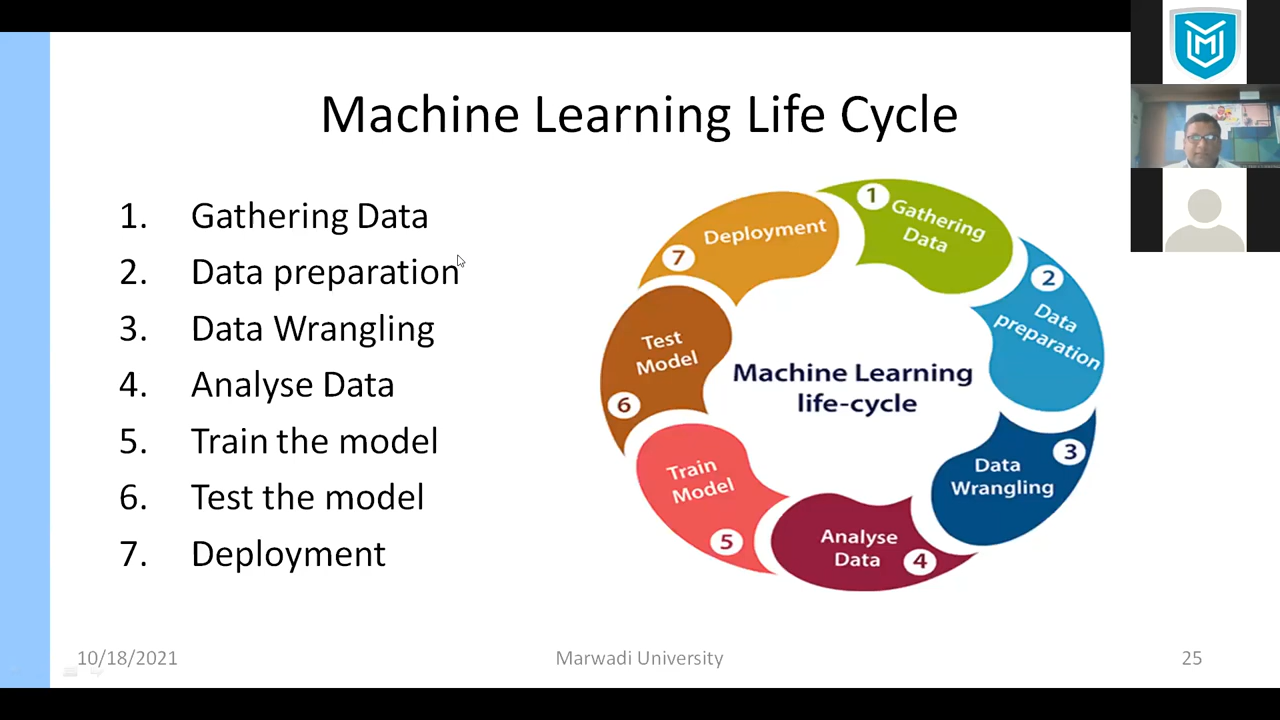 Machine Learning Life Cycle
1. Gathering Data
2. Data preparation
3. Data Wrangling
4. Analyse Data
5. Train the model
6. Test the model
7. Deployment
1 Gathering
Data
2
Data
preparation
3
Data
Wrangling
Analyse
Data 4
Train
Model
5
Test
Model
6
Deployment
7
Machine Learning
life-cycle
10/18/2021
Marwadi University
25